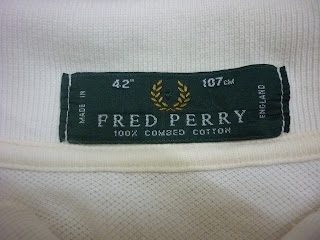 42" 107cm
MADE IN
FRED PERRY
100% COMBED COTTON
ENGLAND